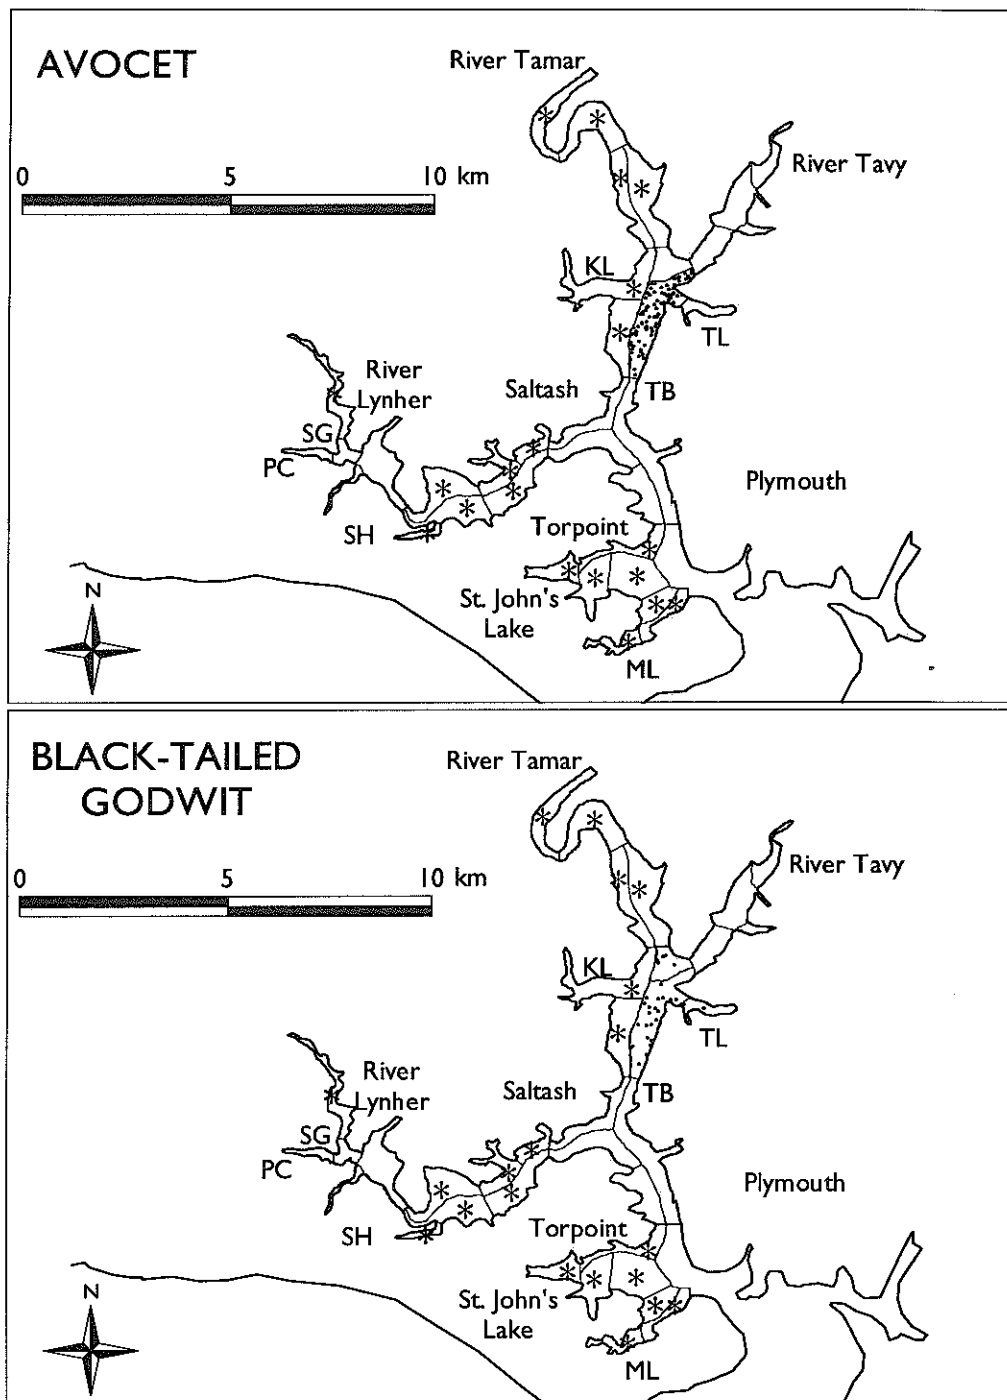 AVOCET
River Tamar
River Tavy
0 5 10 km
KL
TL
TB
Saltash
River
Lynher
SG
PC
Plymouth
SH
Torpoint
St. John's
Lake
ML
N
BLACK-TAILED
GODWIT
River Tamar
River Tavy
0 5 10 km
KL
TL
TB
Saltash
River
Lynher
SG
PC
Plymouth
SH
Torpoint
St. John's
Lake
ML
N